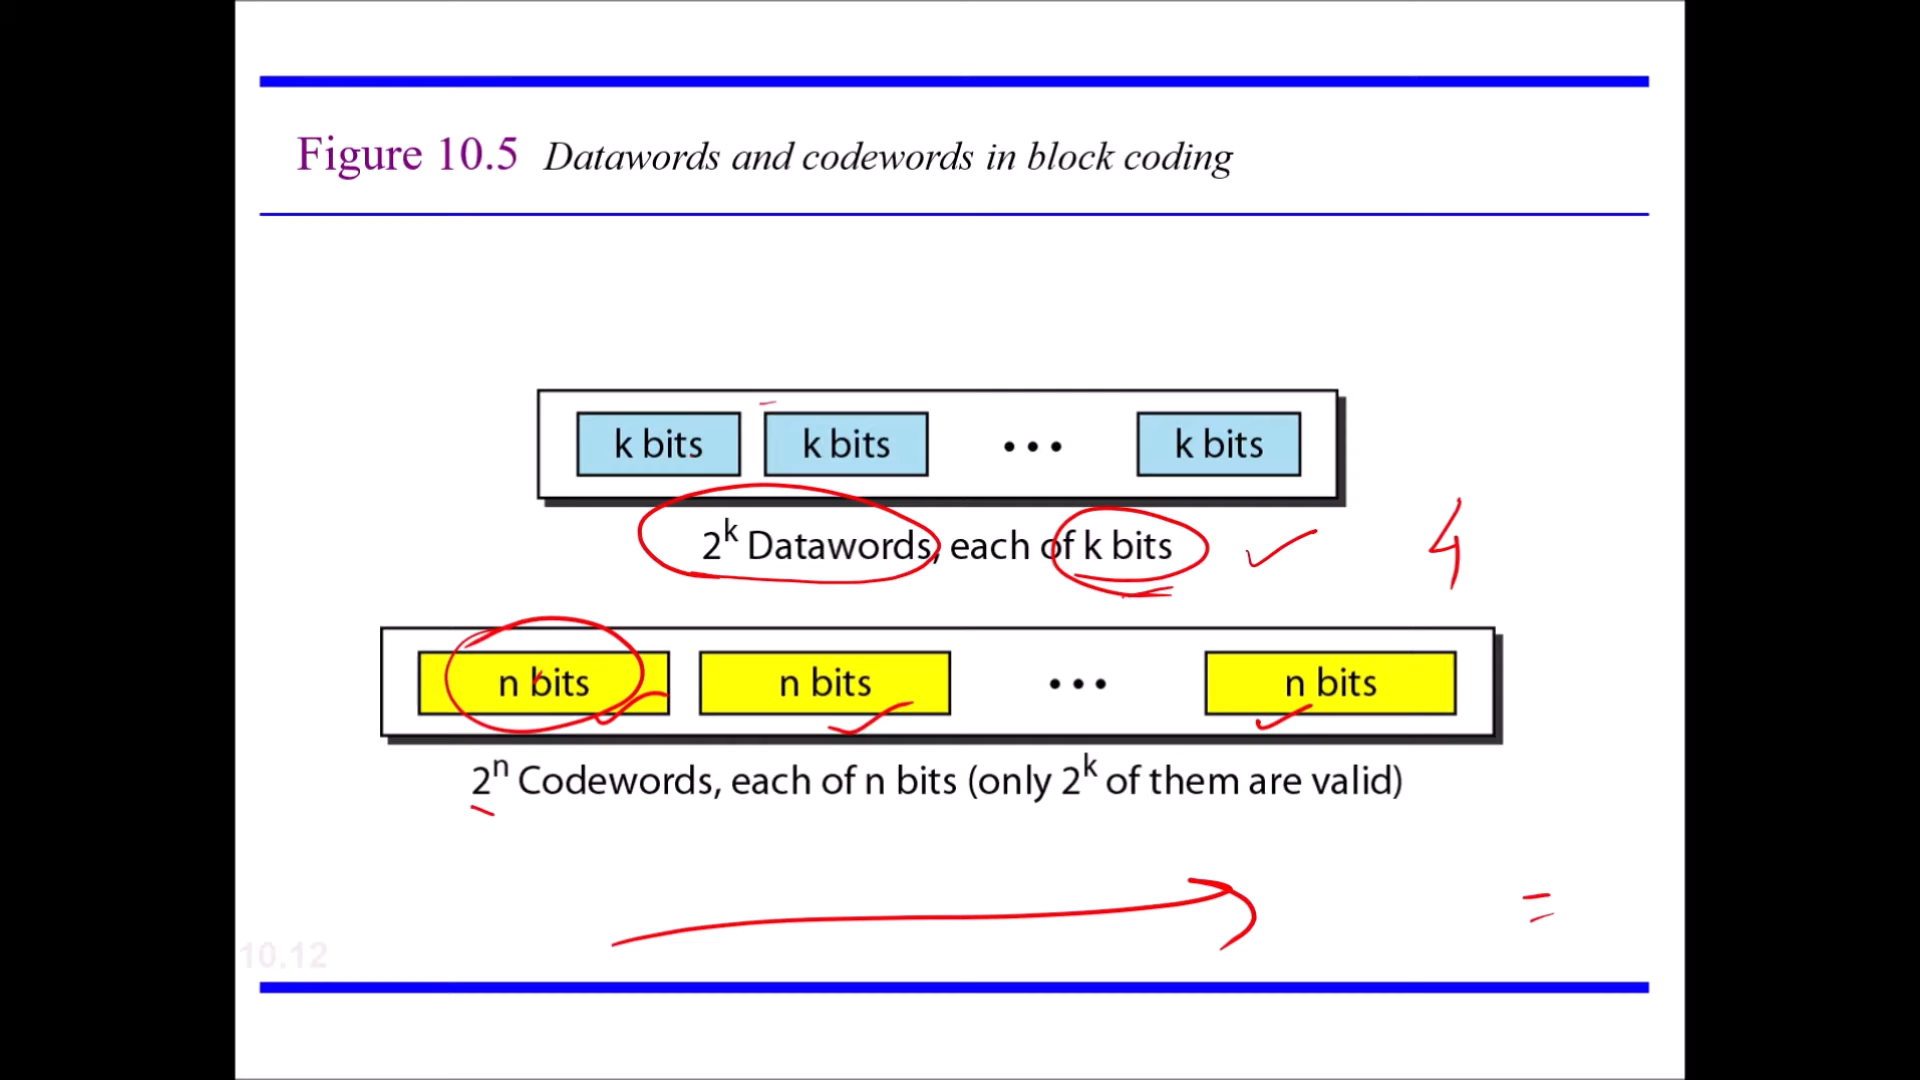 Figure 10.5 Datawords and codewords in block coding
k bits k bits ... k bits
2^k Datawords, each of k bits
4
n bits n bits ... n bits
2^n Codewords, each of n bits (only 2^k of them are valid)
=
10.12